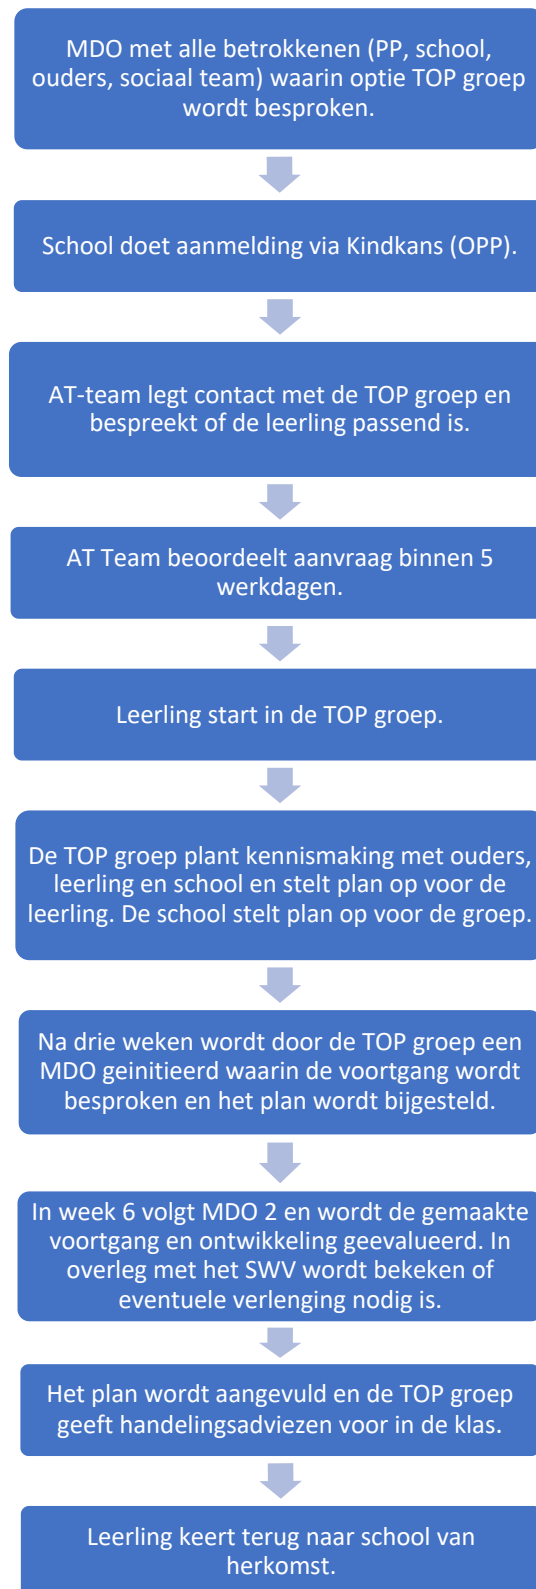 MDO met alle betrokkenen (PP, school,
ouders, sociaal team) waarin optie TOP groep
wordt besproken.
School doet aanmelding via Kindkans (OPP).
AT-team legt contact met de TOP groep en
bespreekt of de leerling passend is.
AT Team beoordeelt aanvraag binnen 5
werkdagen.
Leerling start in de TOP groep.
De TOP groep plant kennismaking met ouders,
leerling en school en stelt plan op voor de
leerling. De school stelt plan op voor de groep.
Na drie weken wordt door de TOP groep een
MDO geinitieerd waarin de voortgang wordt
besproken en het plan wordt bijgesteld.
In week 6 volgt MDO 2 en wordt de gemaakte
voortgang en ontwikkeling geevalueerd. In
overleg met het SWV wordt bekeken of
eventuele verlenging nodig is.
Het plan wordt aangevuld en de TOP groep
geeft handelingsadviezen voor in de klas.
Leerling keert terug naar school van
herkomst.